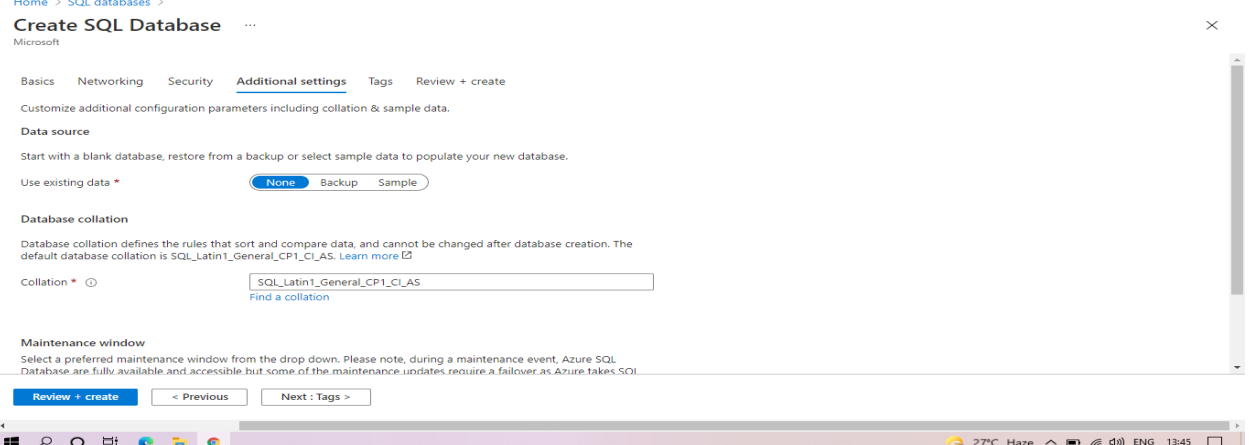 Home > SQL databases >
Create SQL Database ...
Microsoft
Basics Networking Security Additional settings Tags Review + create
Customize additional configuration parameters including collation & sample data.
Data source
Start with a blank database, restore from a backup or select sample data to populate your new database.
Use existing data * None Backup Sample
Database collation
Database collation defines the rules that sort and compare data, and cannot be changed after database creation. The
default database collation is SQL_Latin1_General_CP1_CI_AS. Learn more
Collation * SQL_Latin1_General_CP1_CI_AS
Find a collation
Maintenance window
Select a preferred maintenance window from the drop down. Please note, during a maintenance event, Azure SQL
Database are fully available and accessible but some of the maintenance updates require a failover as Azure takes SQL
Review + create < Previous Next : Tags >
27°C Haze ENG 13:45